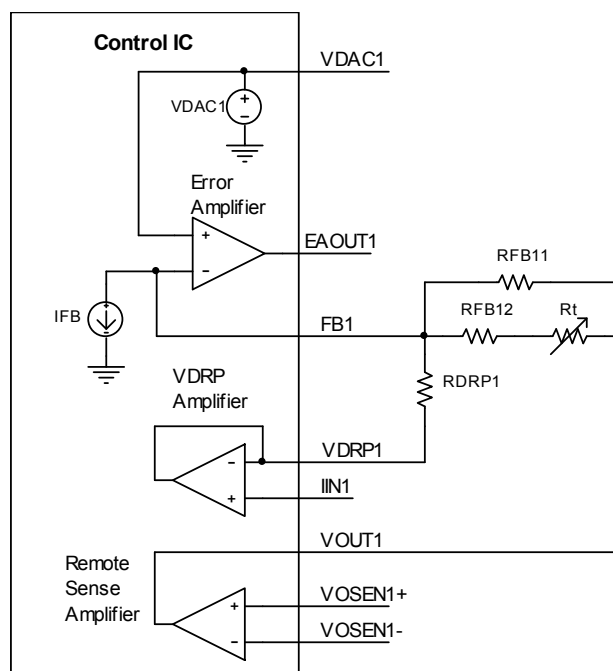 Control IC
VDAC1
VDAC1
+
−
Error
Amplifier
+
−
EAOUT1
RFB11
IFB
+
−
FB1
RFB12
Rt
VDRP
Amplifier
RDRP1
−
+
VDRP1
IIN1
VOUT1
Remote
Sense
Amplifier
+
−
VOSEN1+
VOSEN1-